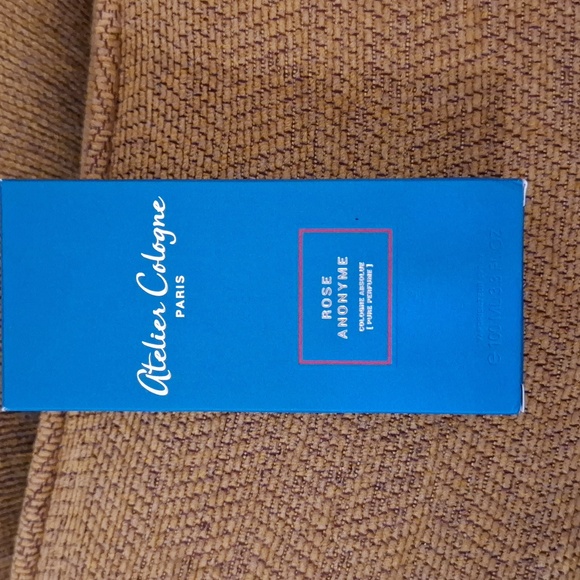 Atelier Cologne
PARIS
ROSE
ANONYME
COLOGNE ABSOLUE
[ PURE PERFUME ]